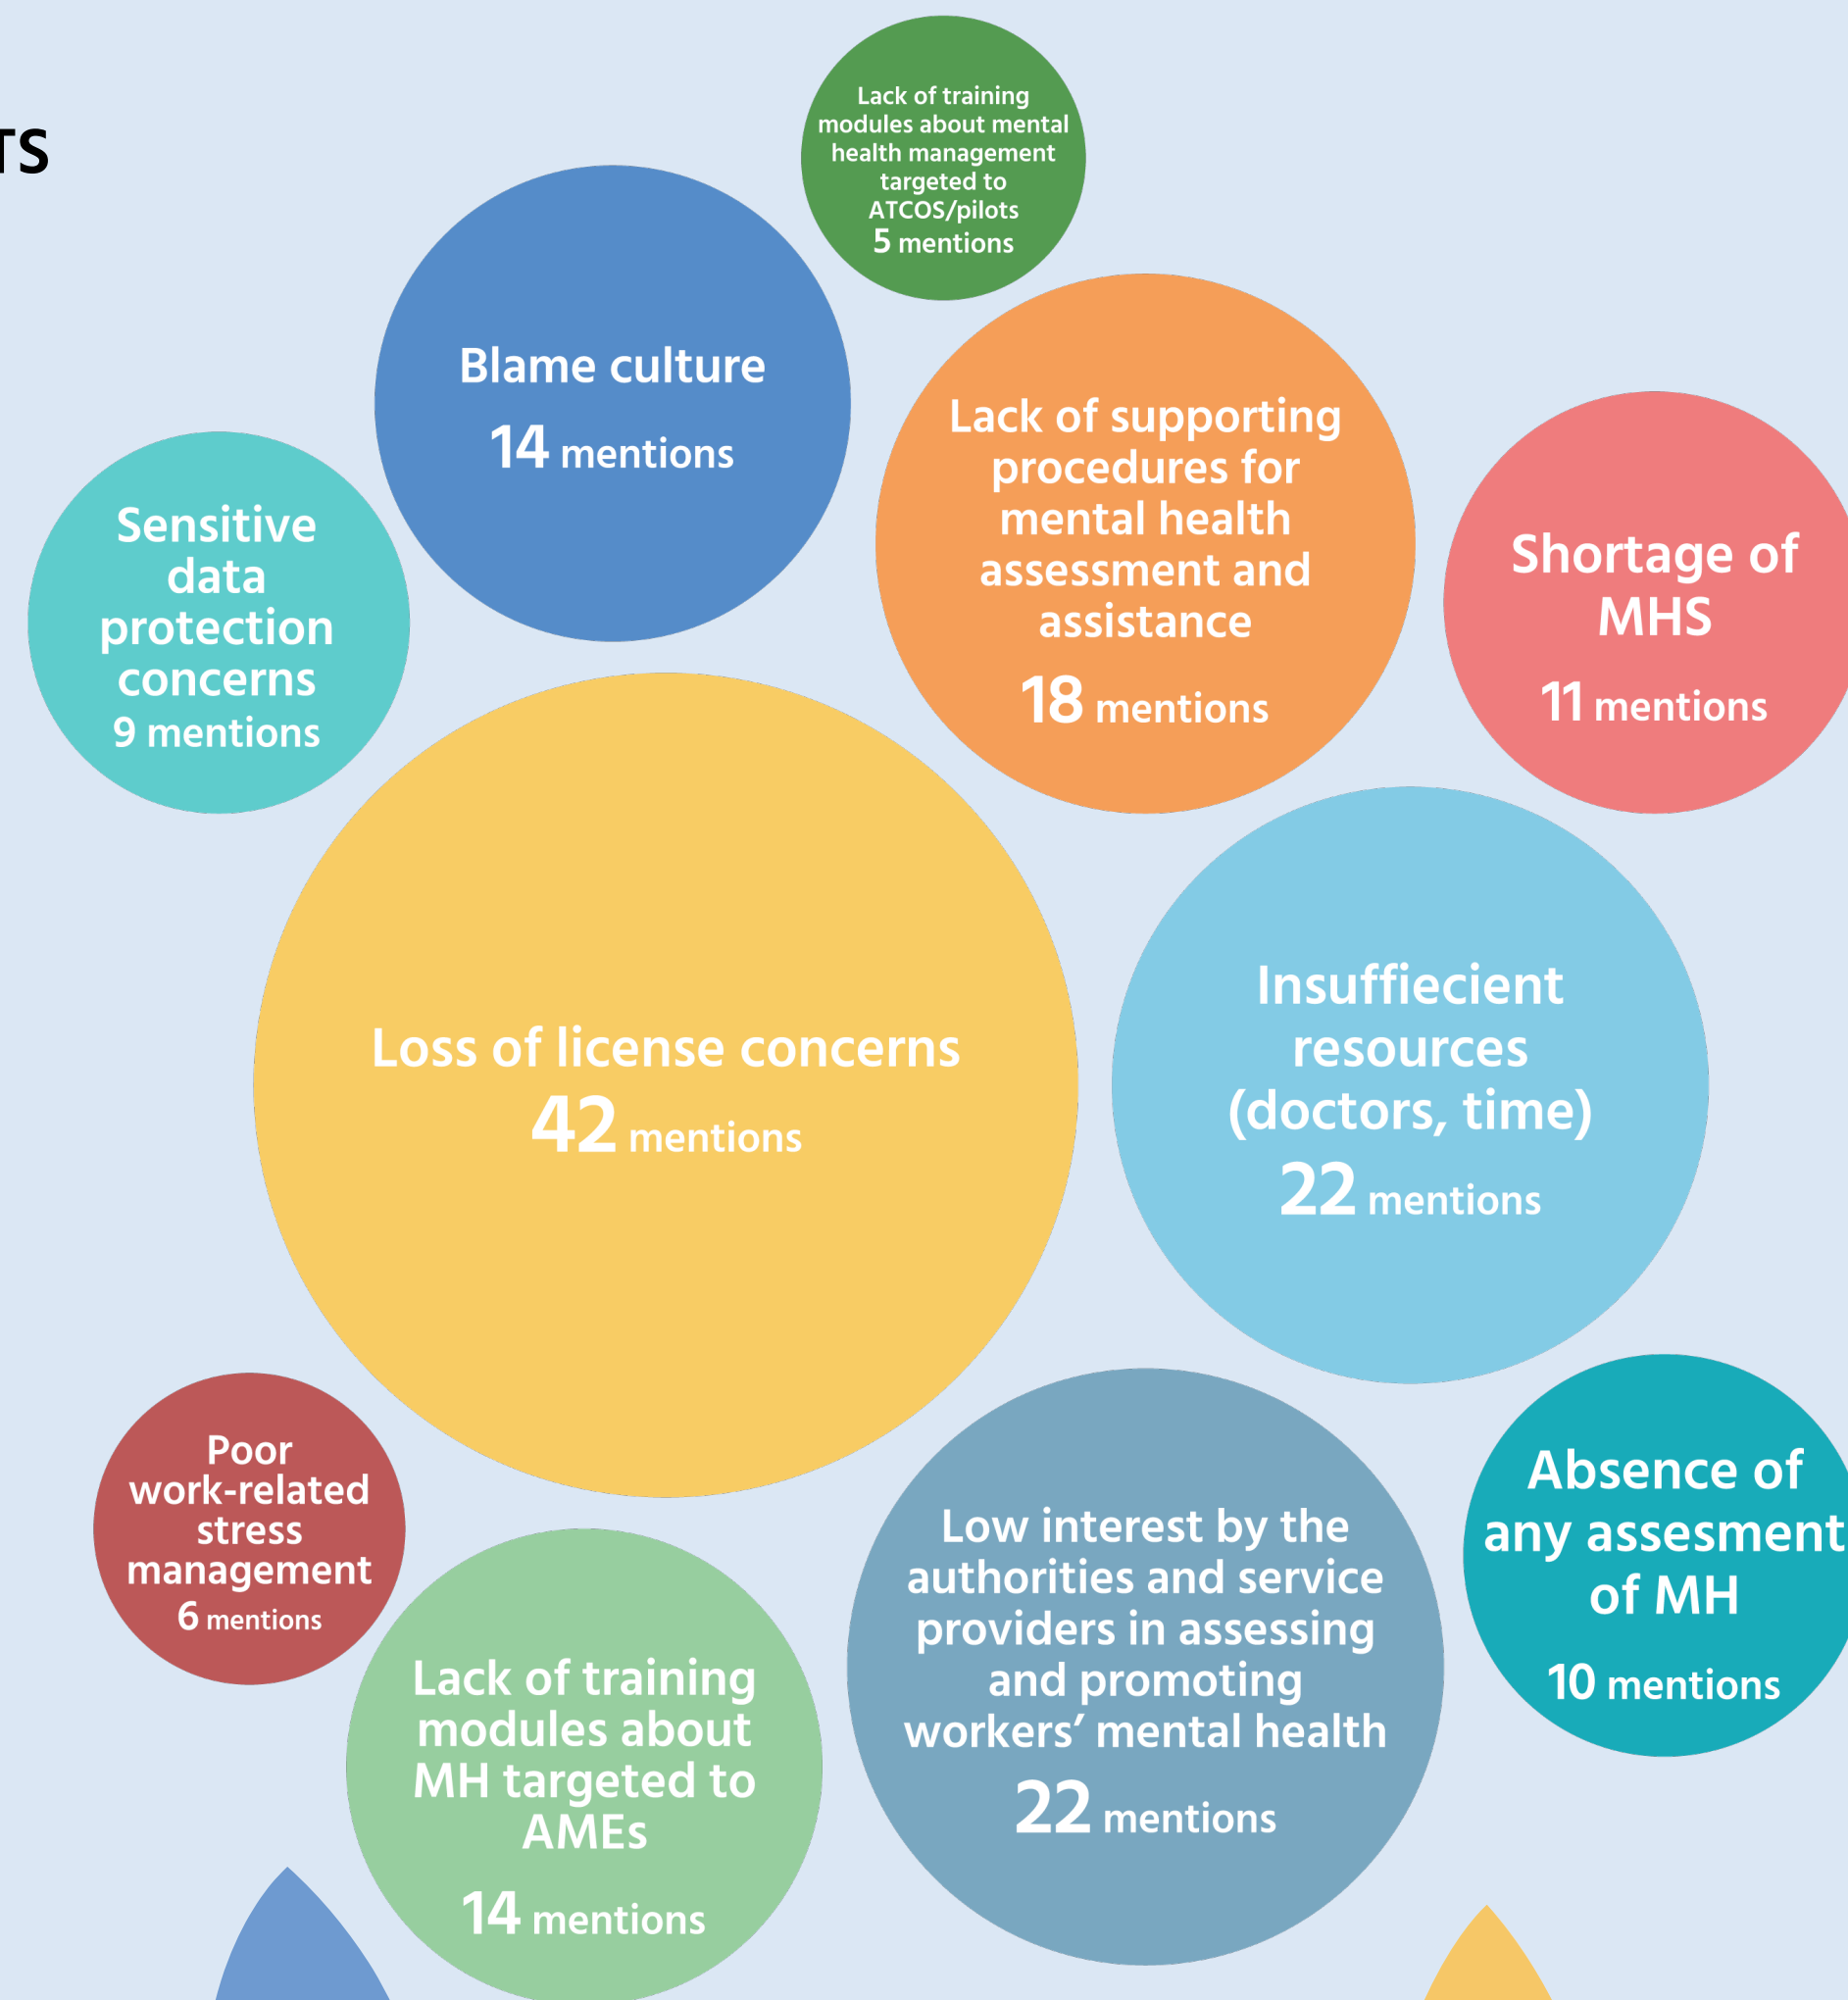 TS
Lack of training
modules about mental
health management
targeted to
ATCOS/pilots
5 mentions
Blame culture
14 mentions
Lack of supporting
procedures for
mental health
assessment and
assistance
18 mentions
Shortage of
MHS
11 mentions
Sensitive
data
protection
concerns
9 mentions
Loss of license concerns
42 mentions
Insuffiecient
resources
(doctors, time)
22 mentions
Poor
work-related
stress
management
6 mentions
Low interest by the
authorities and service
providers in assessing
and promoting
workers’ mental health
22 mentions
Absence of
any assesment
of MH
10 mentions
Lack of training
modules about
MH targeted to
AMEs
14 mentions